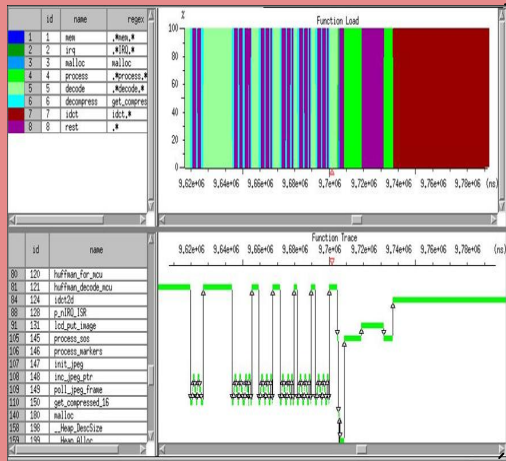 id name regex
1 1 mem .*mem.*
2 2 irq .*IRQ.*
3 3 malloc malloc
4 4 process .*process.*
5 5 decode .*decode.*
6 6 decompress get_compres
7 7 idct idct.*
8 8 rest .*
Function Load
%
100
80
60
40
20
0
9,62e+06 9,64e+06 9,66e+06 9,68e+06 9,7e+06 9,72e+06 9,74e+06 9,76e+06 9,78e+06 (ns)
id name
80 120 huffman_for_mcu
81 121 huffman_decode_mcu
84 124 idct2d
88 128 p_nIRQ_ISR
91 131 lcd_put_image
105 145 process_sos
106 146 process_markers
107 147 init_jpeg
108 148 inc_jpeg_ptr
109 149 poll_jpeg_frame
110 150 get_compressed_16
140 180 malloc
158 198 __Heap_DescSize
159 199 __Heap_Alloc
Function Trace
9,62e+06 9,64e+06 9,66e+06 9,68e+06 9,7e+06 9,72e+06 9,74e+06 9,76e+06 9,78e+06 (ns)